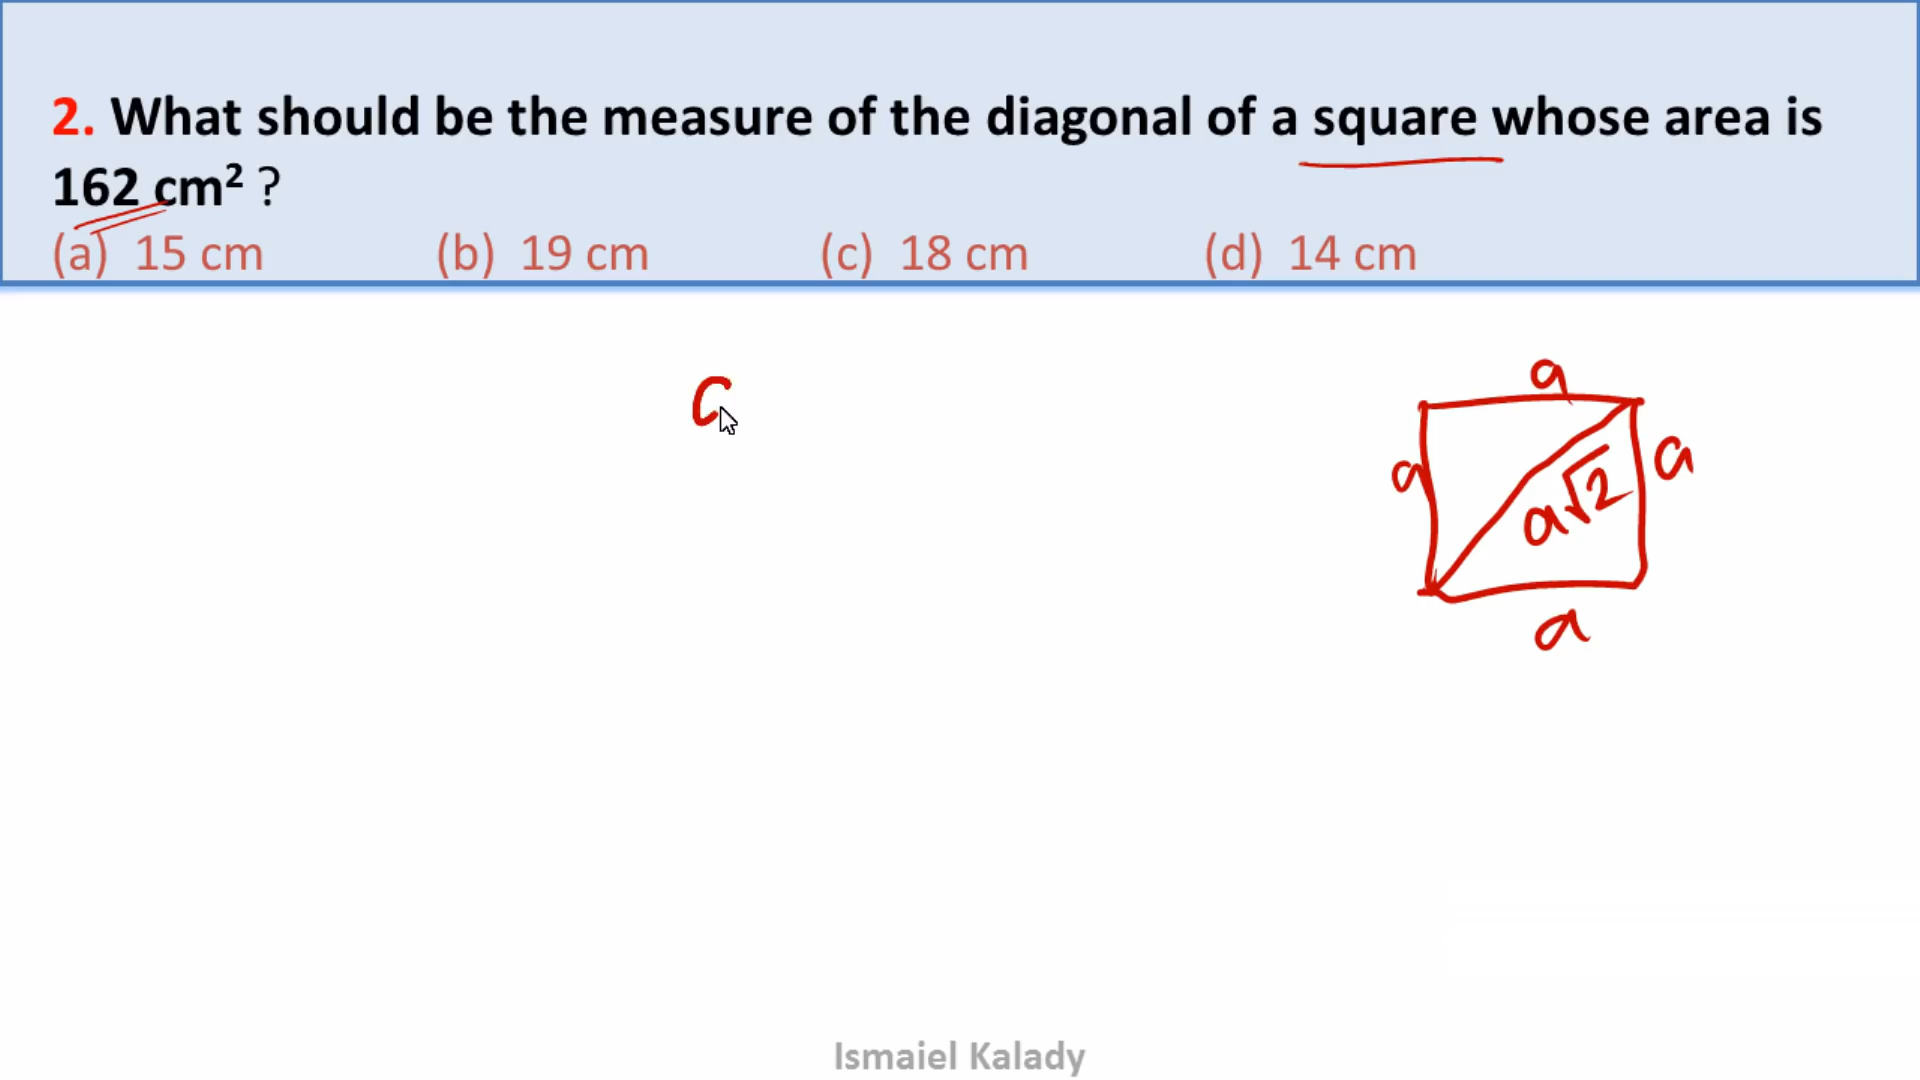 2. What should be the measure of the diagonal of a square whose area is
162 cm² ?
(a) 15 cm (b) 19 cm (c) 18 cm (d) 14 cm
a
a
a
a√2
a
Ismaiel Kalady